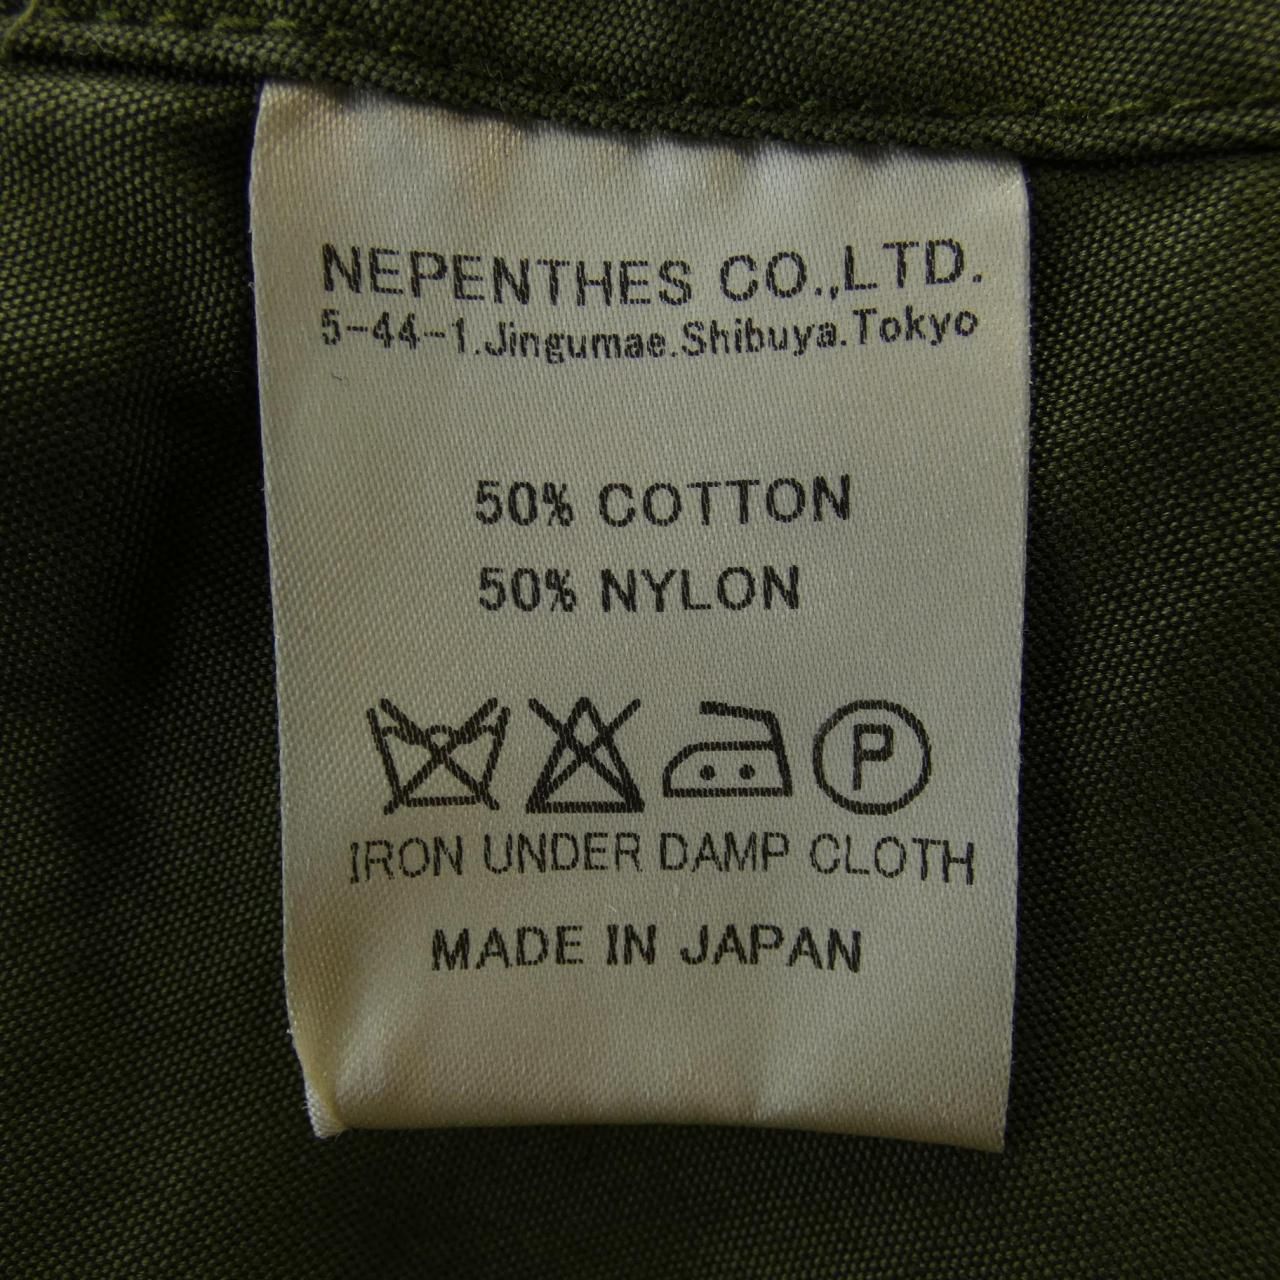 NEPENTHES CO.,LTD.
5-44-1.Jingumae.Shibuya.Tokyo
50% COTTON
50% NYLON
P
IRON UNDER DAMP CLOTH
MADE IN JAPAN